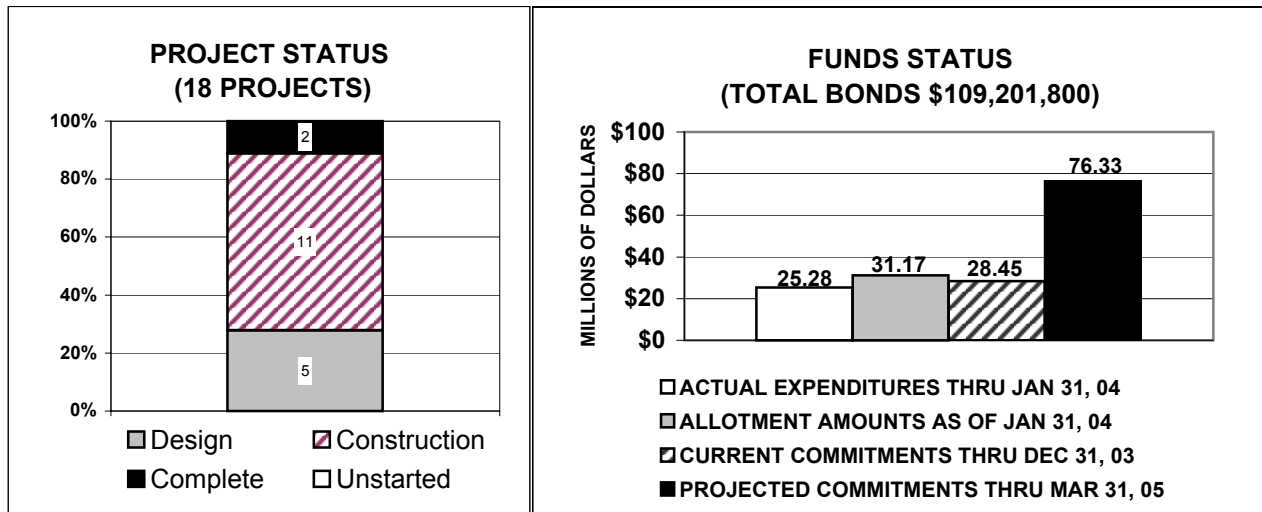 PROJECT STATUS
(18 PROJECTS)
100%
80%
60%
40%
20%
0%
2
11
5
Design
Construction
Complete
Unstarted
FUNDS STATUS
(TOTAL BONDS $109,201,800)
MILLIONS OF DOLLARS
$100
$80
$60
$40
$20
$0
25.28
31.17
28.45
76.33
ACTUAL EXPENDITURES THRU JAN 31, 04
ALLOTMENT AMOUNTS AS OF JAN 31, 04
CURRENT COMMITMENTS THRU DEC 31, 03
PROJECTED COMMITMENTS THRU MAR 31, 05